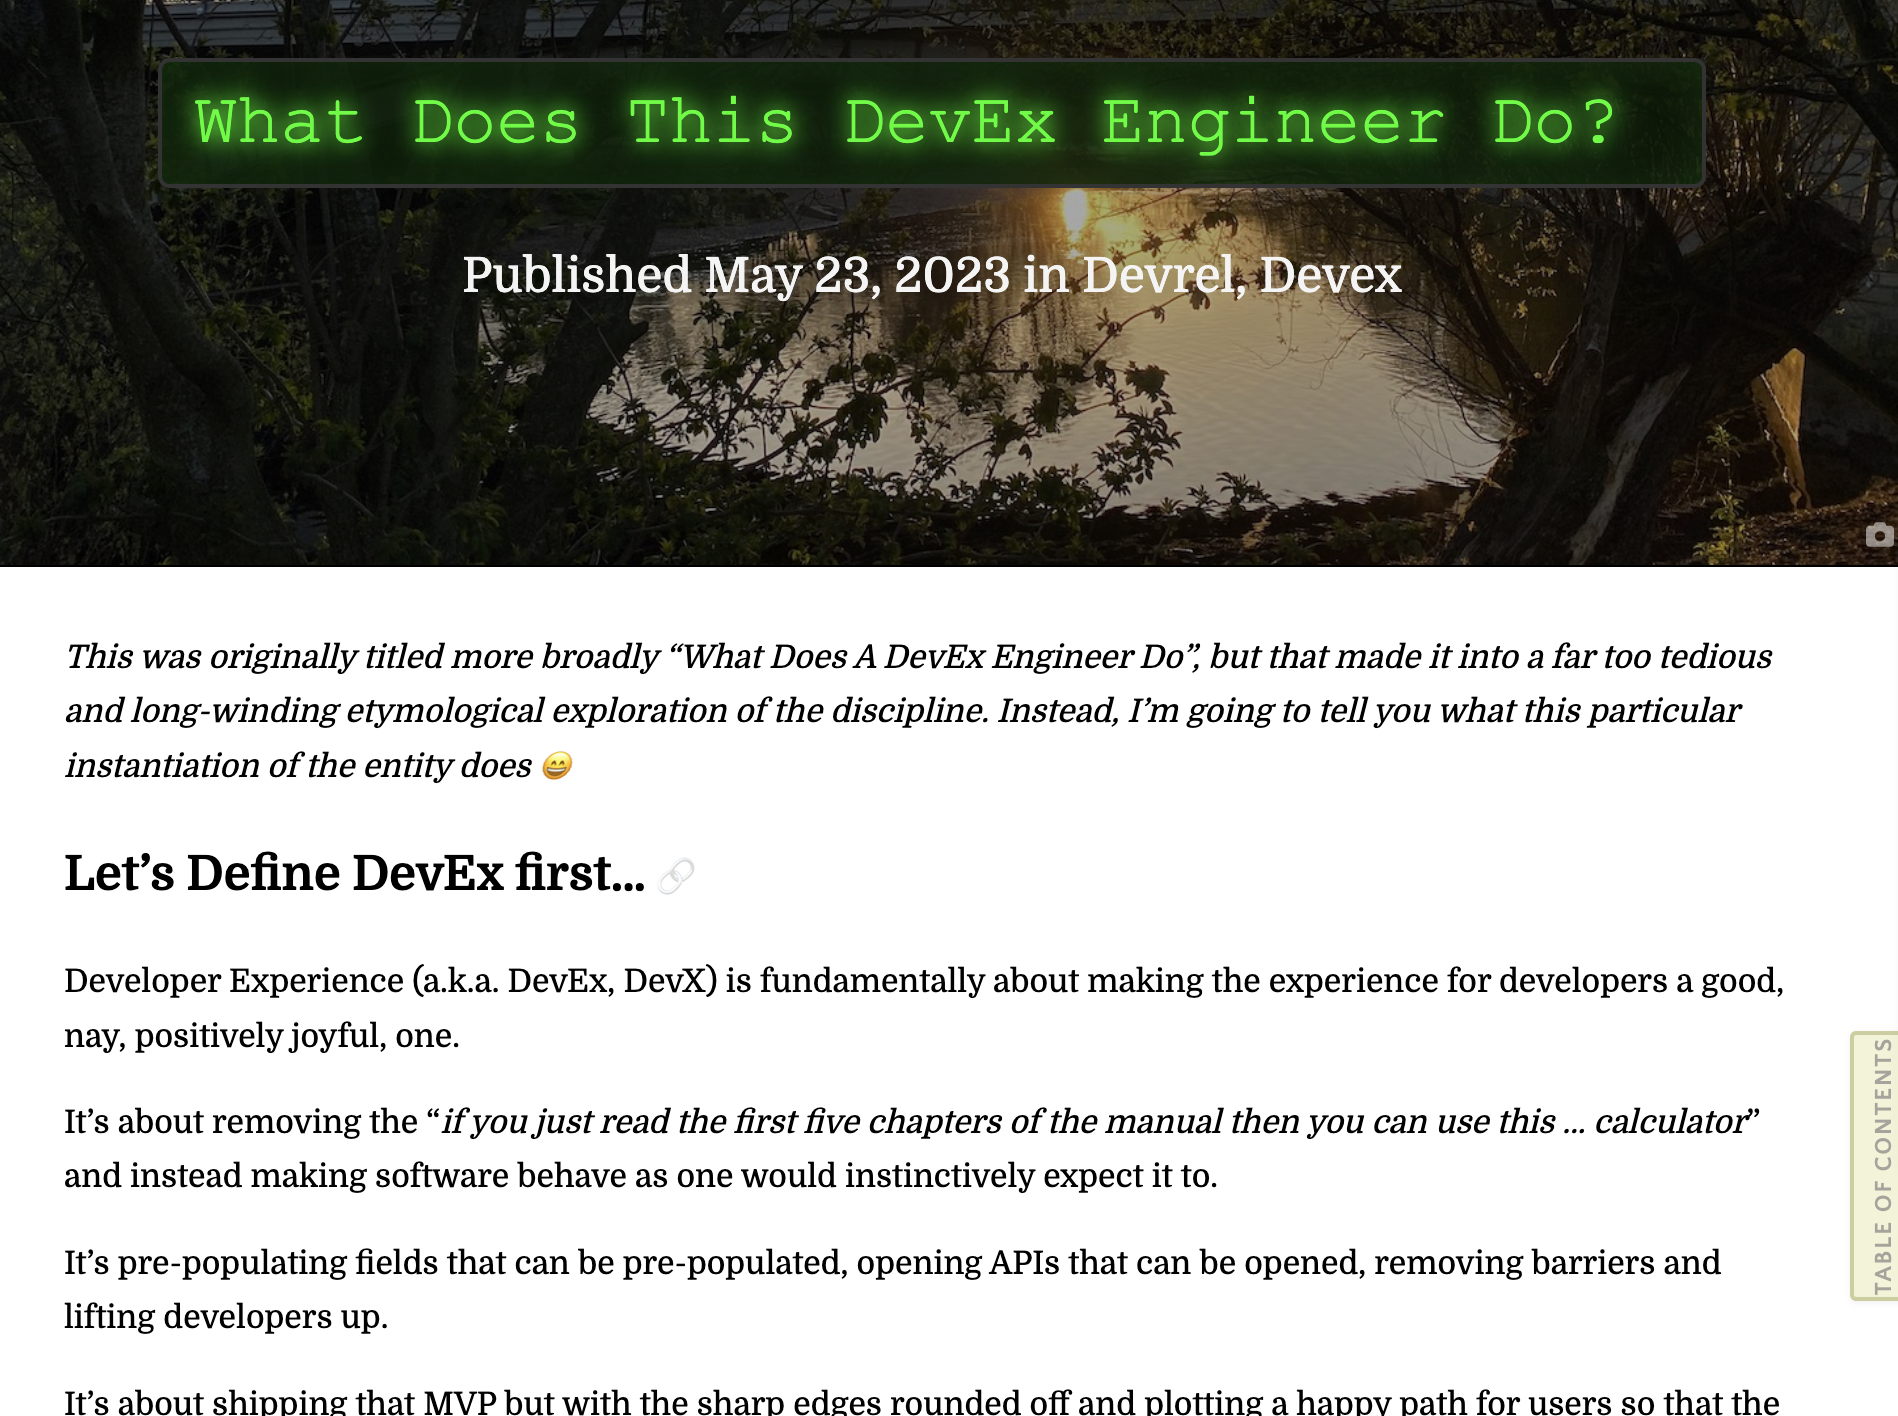 What Does This DevEx Engineer Do?
Published May 23, 2023 in Devrel, Devex
This was originally titled more broadly “What Does A DevEx Engineer Do”, but that made it into a far too tedious
and long-winding etymological exploration of the discipline. Instead, I’m going to tell you what this particular
instantiation of the entity does 😄
Let’s Define DevEx first… 🔗
Developer Experience (a.k.a. DevEx, DevX) is fundamentally about making the experience for developers a good,
nay, positively joyful, one.
It’s about removing the “if you just read the first five chapters of the manual then you can use this … calculator”
and instead making software behave as one would instinctively expect it to.
It’s pre-populating fields that can be pre-populated, opening APIs that can be opened, removing barriers and
lifting developers up.
It’s about shipping that MVP but with the sharp edges rounded off and plotting a happy path for users so that the
TABLE OF CONTENTS